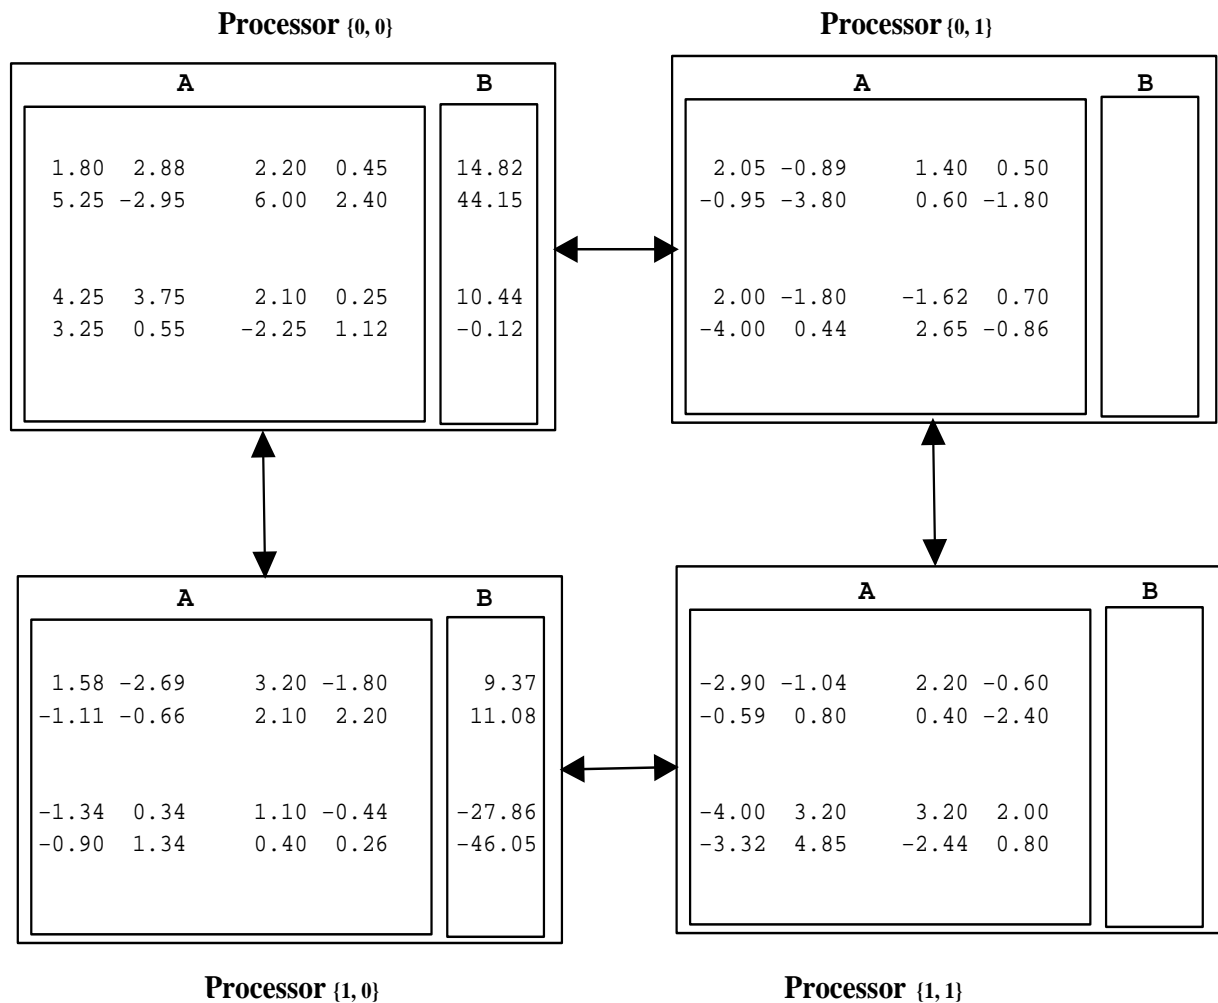 Processor {0, 0}
A B
1.80 2.88 2.20 0.45 14.82
5.25 −2.95 6.00 2.40 44.15
4.25 3.75 2.10 0.25 10.44
3.25 0.55 −2.25 1.12 −0.12
Processor {0, 1}
A B
2.05 −0.89 1.40 0.50
−0.95 −3.80 0.60 −1.80
2.00 −1.80 −1.62 0.70
−4.00 0.44 2.65 −0.86
A B
1.58 −2.69 3.20 −1.80 9.37
−1.11 −0.66 2.10 2.20 11.08
−1.34 0.34 1.10 −0.44 −27.86
−0.90 1.34 0.40 0.26 −46.05
Processor {1, 0}
A B
−2.90 −1.04 2.20 −0.60
−0.59 0.80 0.40 −2.40
−4.00 3.20 3.20 2.00
−3.32 4.85 −2.44 0.80
Processor {1, 1}